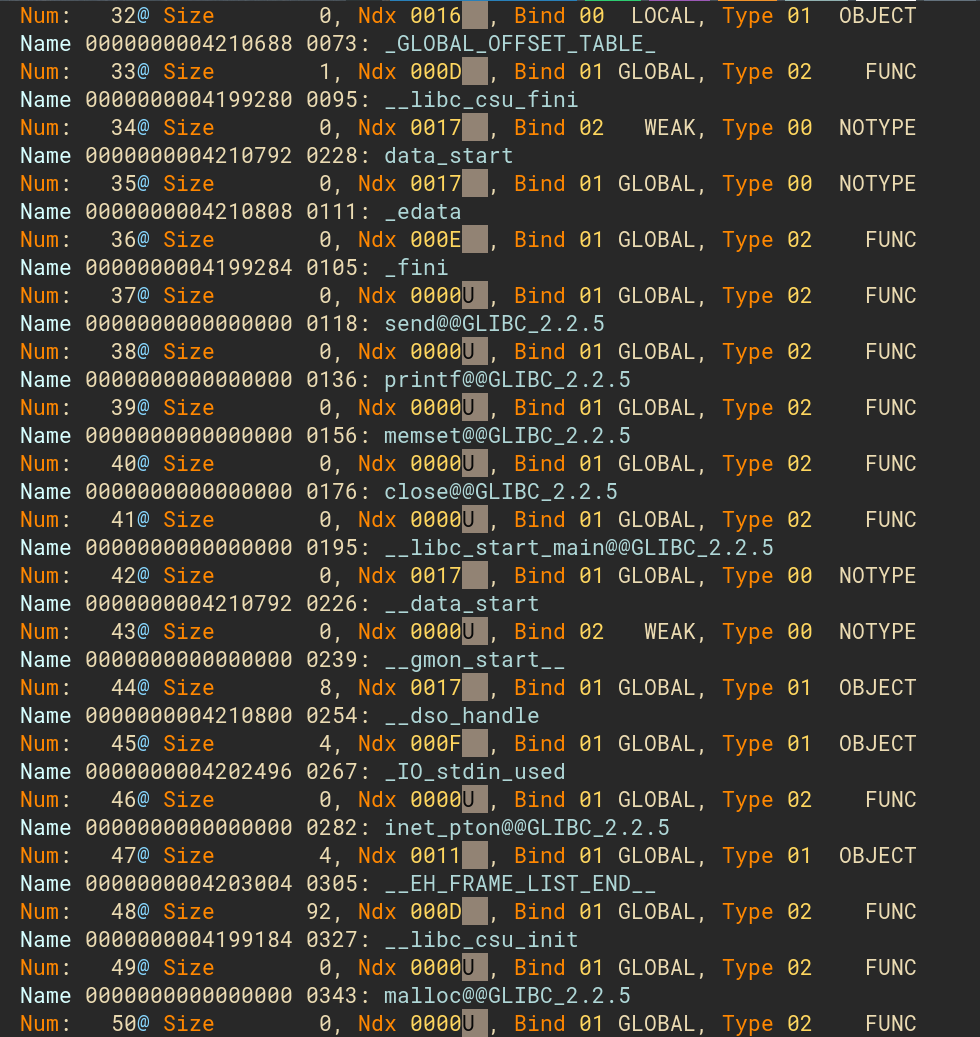 Num:   32@ Size        0, Ndx 0016  , Bind 00  LOCAL, Type 01  OBJECT
Name 0000000004210688 0073: _GLOBAL_OFFSET_TABLE_
Num:   33@ Size        1, Ndx 000D  , Bind 01 GLOBAL, Type 02    FUNC
Name 0000000004199280 0095: __libc_csu_fini
Num:   34@ Size        0, Ndx 0017  , Bind 02   WEAK, Type 00  NOTYPE
Name 0000000004210792 0228: data_start
Num:   35@ Size        0, Ndx 0017  , Bind 01 GLOBAL, Type 00  NOTYPE
Name 0000000004210808 0111: _edata
Num:   36@ Size        0, Ndx 000E  , Bind 01 GLOBAL, Type 02    FUNC
Name 0000000004199284 0105: _fini
Num:   37@ Size        0, Ndx 0000U , Bind 01 GLOBAL, Type 02    FUNC
Name 0000000000000000 0118: send@@GLIBC_2.2.5
Num:   38@ Size        0, Ndx 0000U , Bind 01 GLOBAL, Type 02    FUNC
Name 0000000000000000 0136: printf@@GLIBC_2.2.5
Num:   39@ Size        0, Ndx 0000U , Bind 01 GLOBAL, Type 02    FUNC
Name 0000000000000000 0156: memset@@GLIBC_2.2.5
Num:   40@ Size        0, Ndx 0000U , Bind 01 GLOBAL, Type 02    FUNC
Name 0000000000000000 0176: close@@GLIBC_2.2.5
Num:   41@ Size        0, Ndx 0000U , Bind 01 GLOBAL, Type 02    FUNC
Name 0000000000000000 0195: __libc_start_main@@GLIBC_2.2.5
Num:   42@ Size        0, Ndx 0017  , Bind 01 GLOBAL, Type 00  NOTYPE
Name 0000000004210792 0226: __data_start
Num:   43@ Size        0, Ndx 0000U , Bind 02   WEAK, Type 00  NOTYPE
Name 0000000000000000 0239: __gmon_start__
Num:   44@ Size        8, Ndx 0017  , Bind 01 GLOBAL, Type 01  OBJECT
Name 0000000004210800 0254: __dso_handle
Num:   45@ Size        4, Ndx 000F  , Bind 01 GLOBAL, Type 01  OBJECT
Name 0000000004202496 0267: _IO_stdin_used
Num:   46@ Size        0, Ndx 0000U , Bind 01 GLOBAL, Type 02    FUNC
Name 0000000000000000 0282: inet_pton@@GLIBC_2.2.5
Num:   47@ Size        4, Ndx 0011  , Bind 01 GLOBAL, Type 01  OBJECT
Name 0000000004203004 0305: __EH_FRAME_LIST_END__
Num:   48@ Size       92, Ndx 000D  , Bind 01 GLOBAL, Type 02    FUNC
Name 0000000004199184 0327: __libc_csu_init
Num:   49@ Size        0, Ndx 0000U , Bind 01 GLOBAL, Type 02    FUNC
Name 0000000000000000 0343: malloc@@GLIBC_2.2.5
Num:   50@ Size        0, Ndx 0000U , Bind 01 GLOBAL, Type 02    FUNC